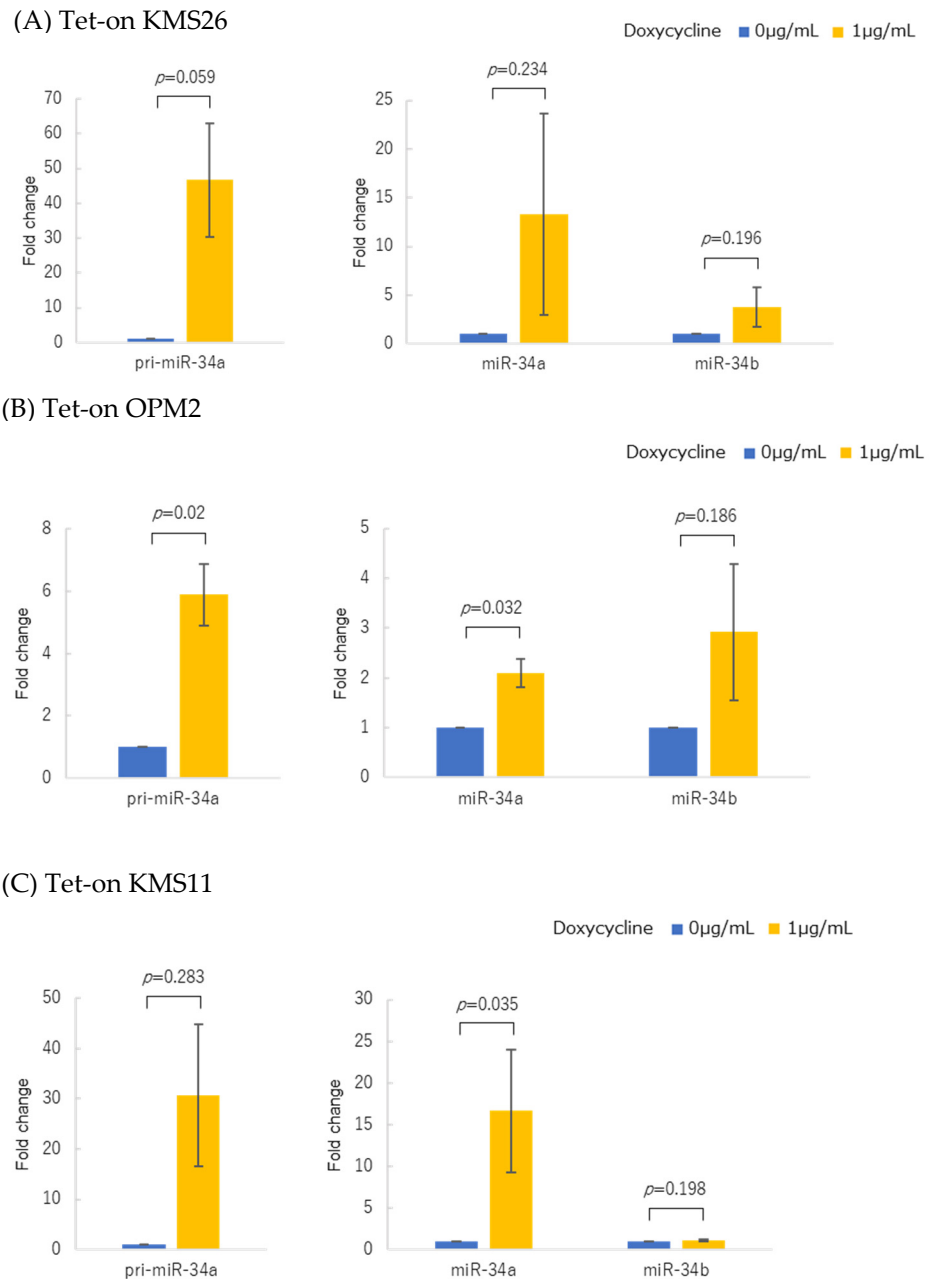 (A) Tet-on KMS26
Doxycycline 0µg/mL 1µg/mL
p=0.059
70
60
50
40
30
20
10
0
Fold change
pri-miR-34a
p=0.234
p=0.196
25
20
15
10
5
0
Fold change
miR-34a miR-34b
(B) Tet-on OPM2
Doxycycline 0µg/mL 1µg/mL
p=0.02
8
6
4
2
0
Fold change
pri-miR-34a
p=0.186
p=0.032
5
4
3
2
1
0
Fold change
miR-34a miR-34b
(C) Tet-on KMS11
Doxycycline 0µg/mL 1µg/mL
p=0.283
50
40
30
20
10
0
Fold change
pri-miR-34a
p=0.035
p=0.198
30
25
20
15
10
5
0
Fold change
miR-34a miR-34b